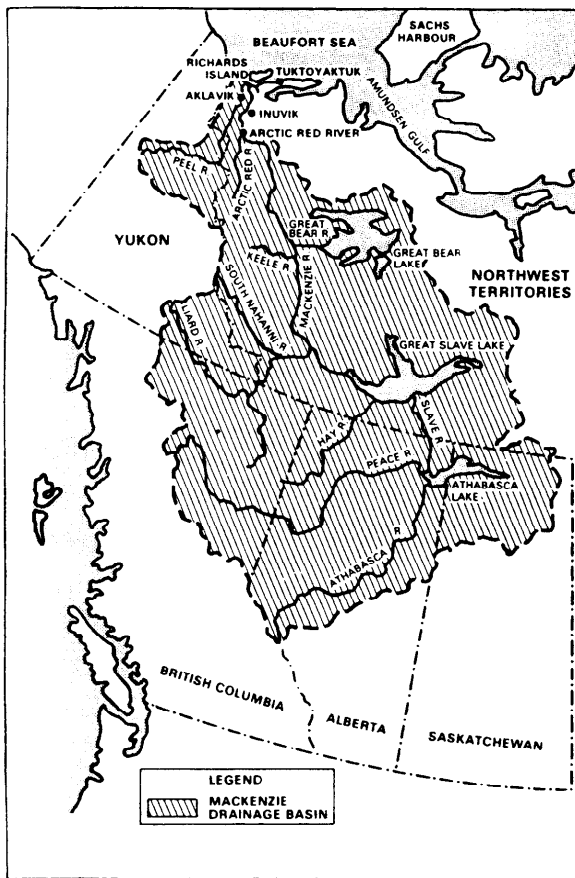 SACHS
HARBOUR
BEAUFORT SEA
RICHARDS
ISLAND
TUKTOYAKTUK
AKLAVIK
INUVIK
AMUNDSEN GULF
ARCTIC RED RIVER
PEEL R
ARCTIC RED R
GREAT
BEAR R
YUKON
KEELE R
GREAT BEAR
LAKE
MACKENZIE R
NORTHWEST
TERRITORIES
SOUTH NAHANNI R
LIARD R
GREAT SLAVE LAKE
HAY R
SLAVE R
PEACE R
ATHABASCA
LAKE
ATHABASCA R
BRITISH COLUMBIA
ALBERTA
SASKATCHEWAN
LEGEND
MACKENZIE
DRAINAGE BASIN